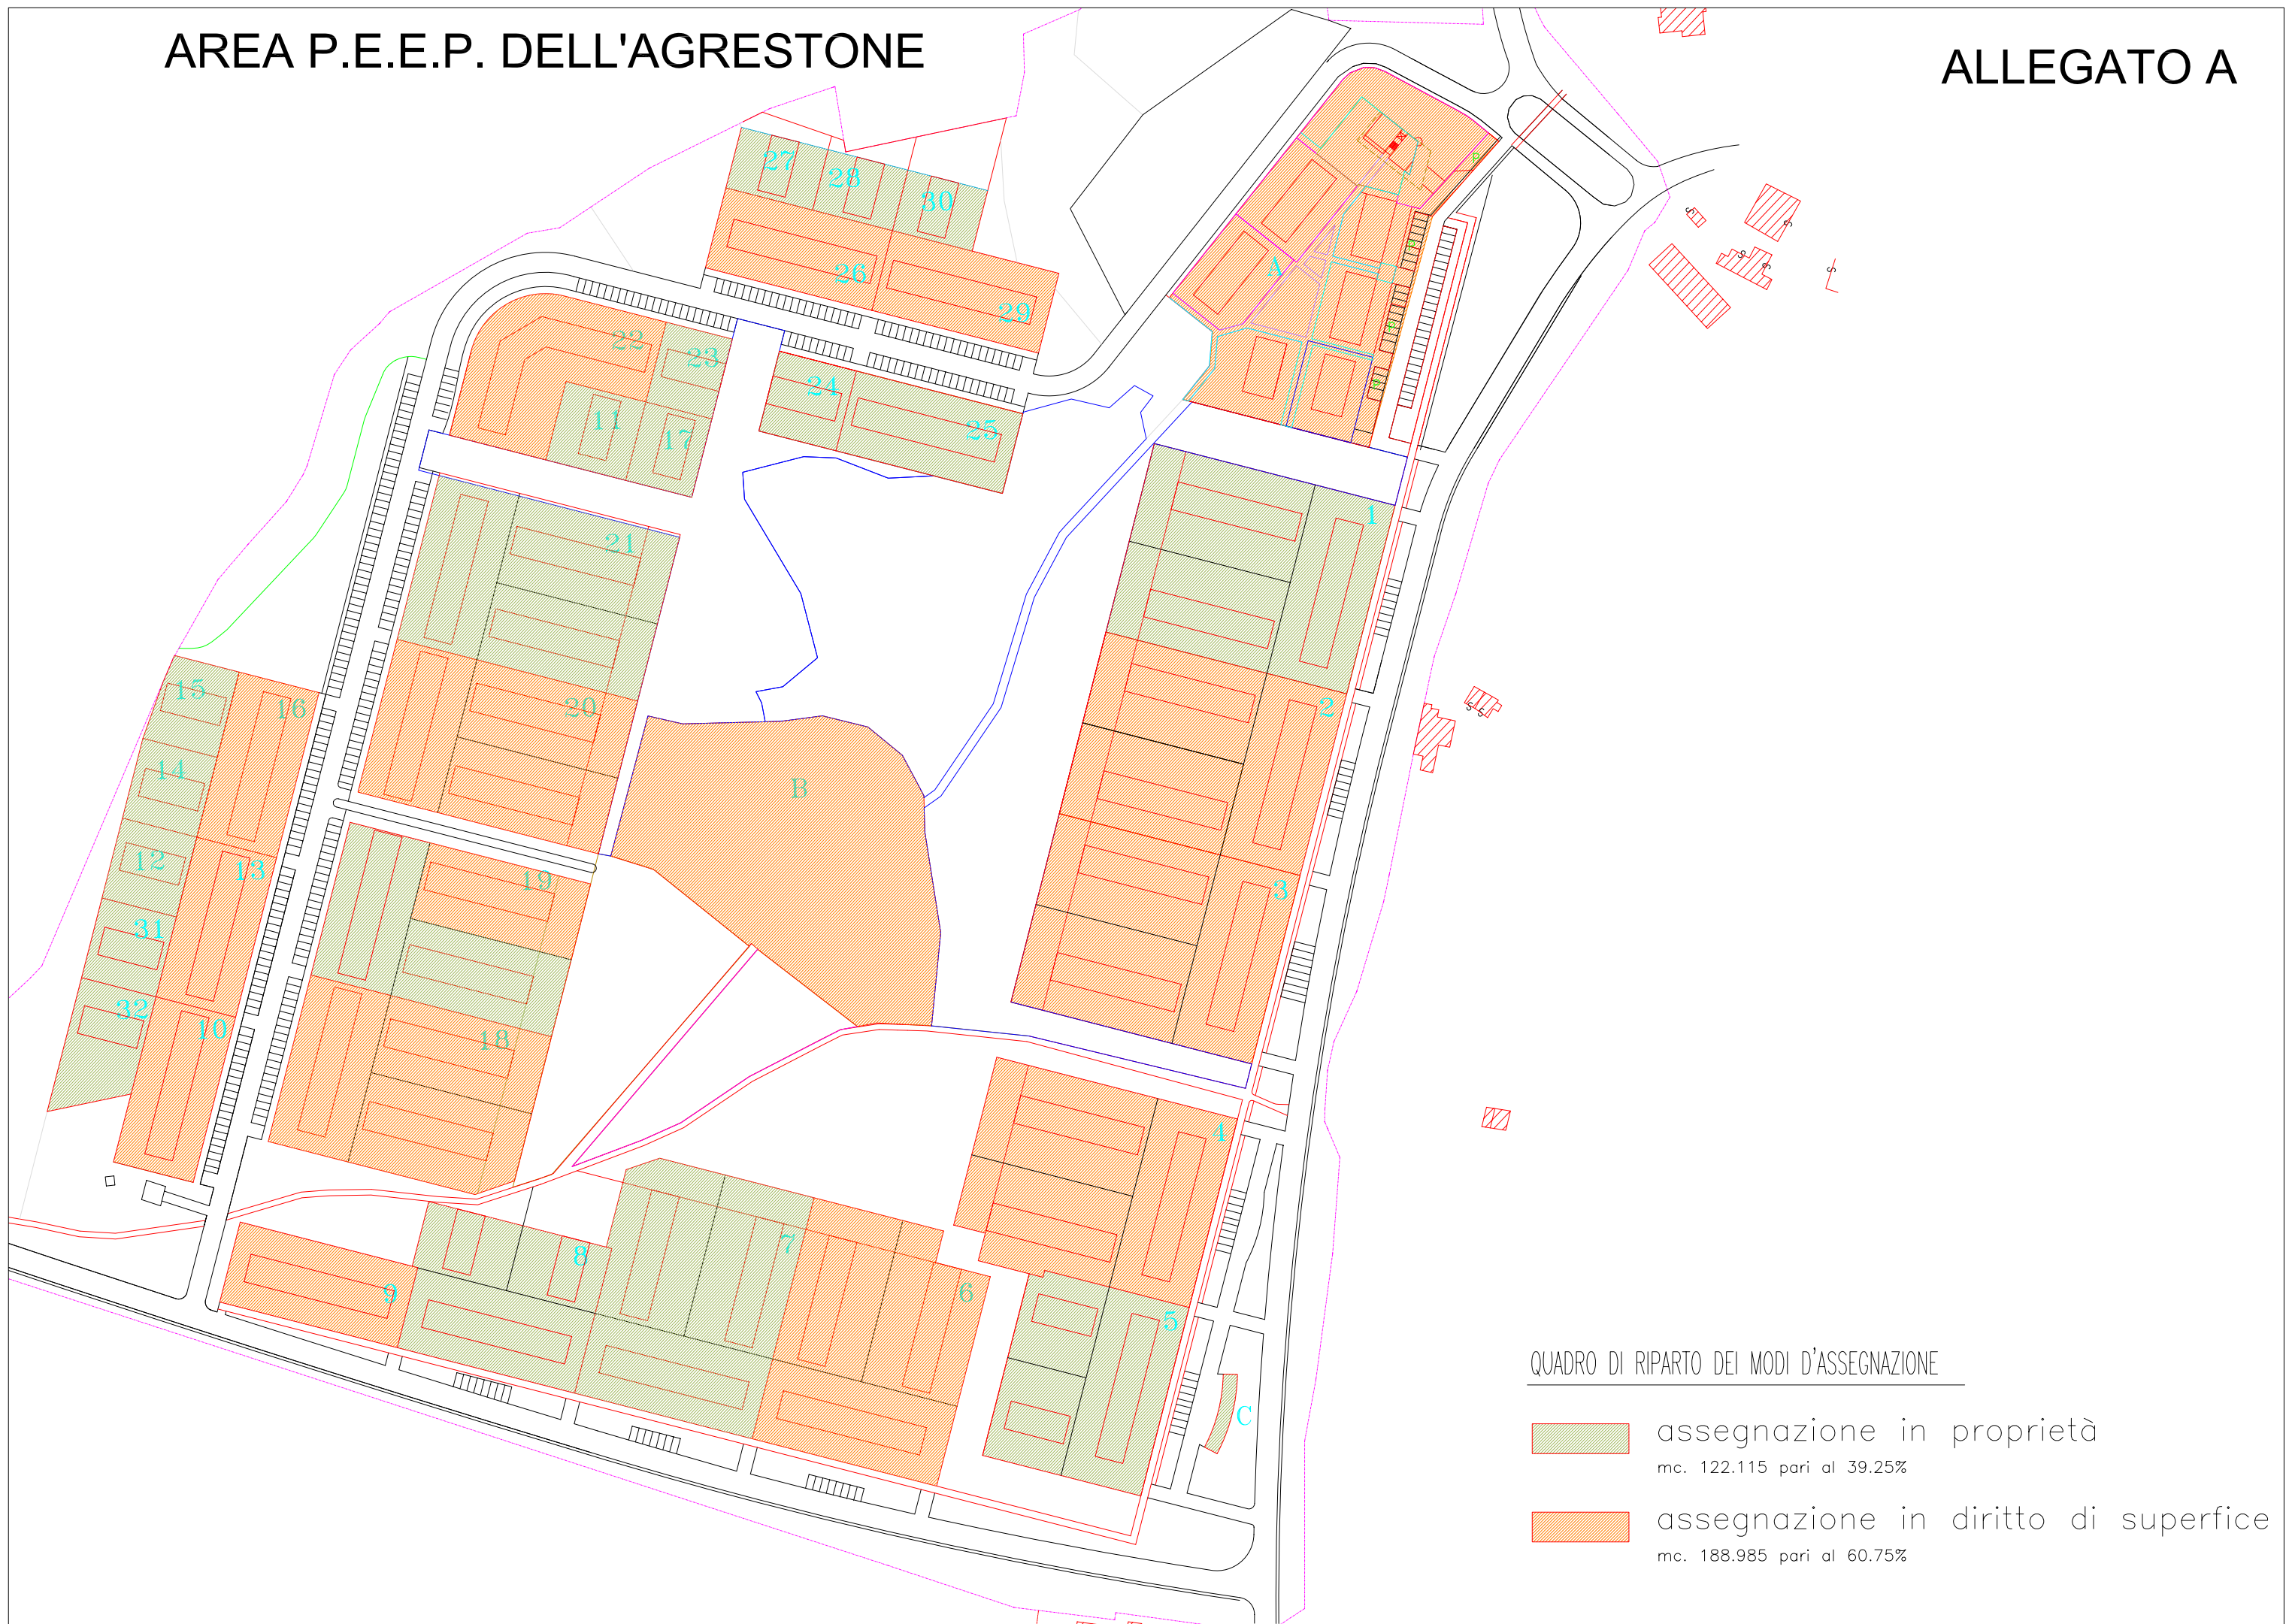 AREA P.E.E.P. DELL'AGRESTONE
ALLEGATO A
27
28
30
26
29
A
P
P
P
P
22
23
11
17
24
25
1
21
20
2
15
16
14
B
12
13
19
3
31
32
10
18
4
7
8
9
6
5
C
S
S
S
S
S
S
S
QUADRO DI RIPARTO DEI MODI D'ASSEGNAZIONE
assegnazione in proprietà
mc. 122.115 pari al 39.25%
assegnazione in diritto di superfice
mc. 188.985 pari al 60.75%